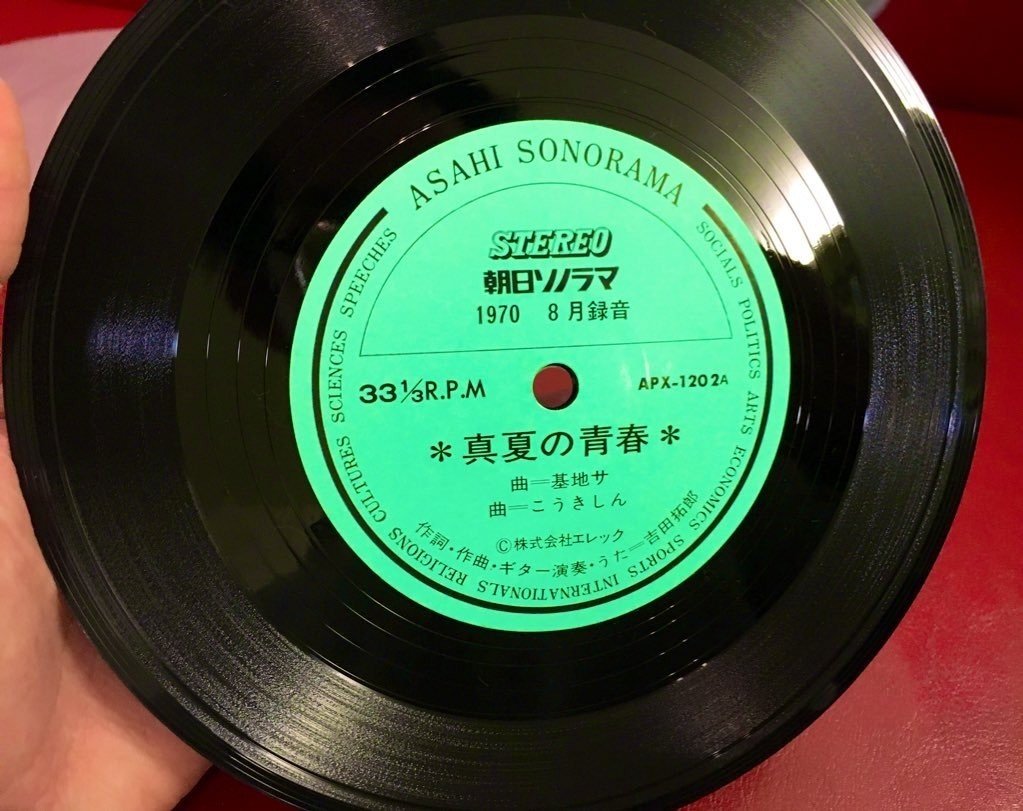 ASAHI SONORAMA
SOCIALS POLITICS ARTS ECONOMICS SPORTS INTERNATIONALS RELIGIONS CULTURES SCIENCES SPEECHES
STEREO
朝日ソノラマ
1970 8月録音
33 1/3 R.P.M
APX-1202A
*真夏の青春*
曲=基地サ
曲=こうきしん
©株式会社エレック
作詞・作曲・ギター演奏・うた=吉田拓郎